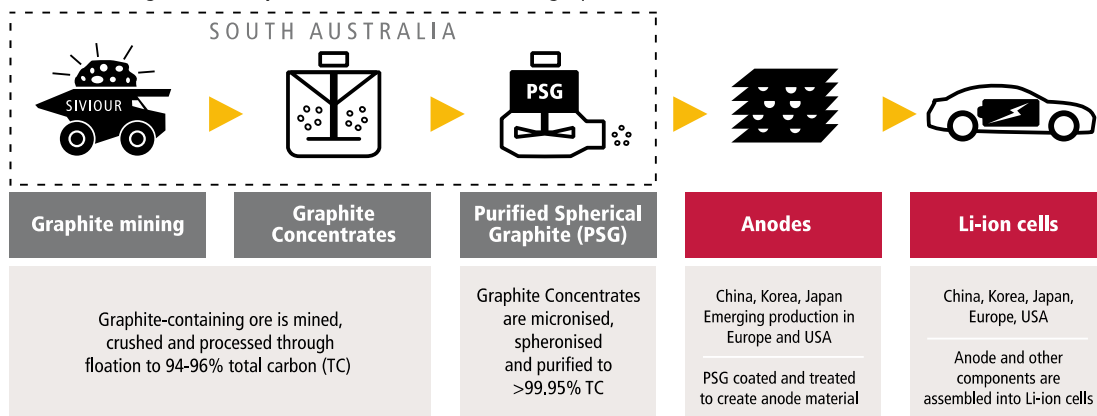 SOUTH AUSTRALIA
SIVIOUR
PSG
Graphite mining
Graphite
Concentrates
Purified Spherical
Graphite (PSG)
Anodes
Li-ion cells
Graphite-containing ore is mined,
crushed and processed through
floation to 94-96% total carbon (TC)
Graphite Concentrates
are micronised,
spheronised
and purified to
>99.95% TC
China, Korea, Japan
Emerging production in
Europe and USA
PSG coated and treated
to create anode material
China, Korea, Japan,
Europe, USA
Anode and other
components are
assembled into Li-ion cells